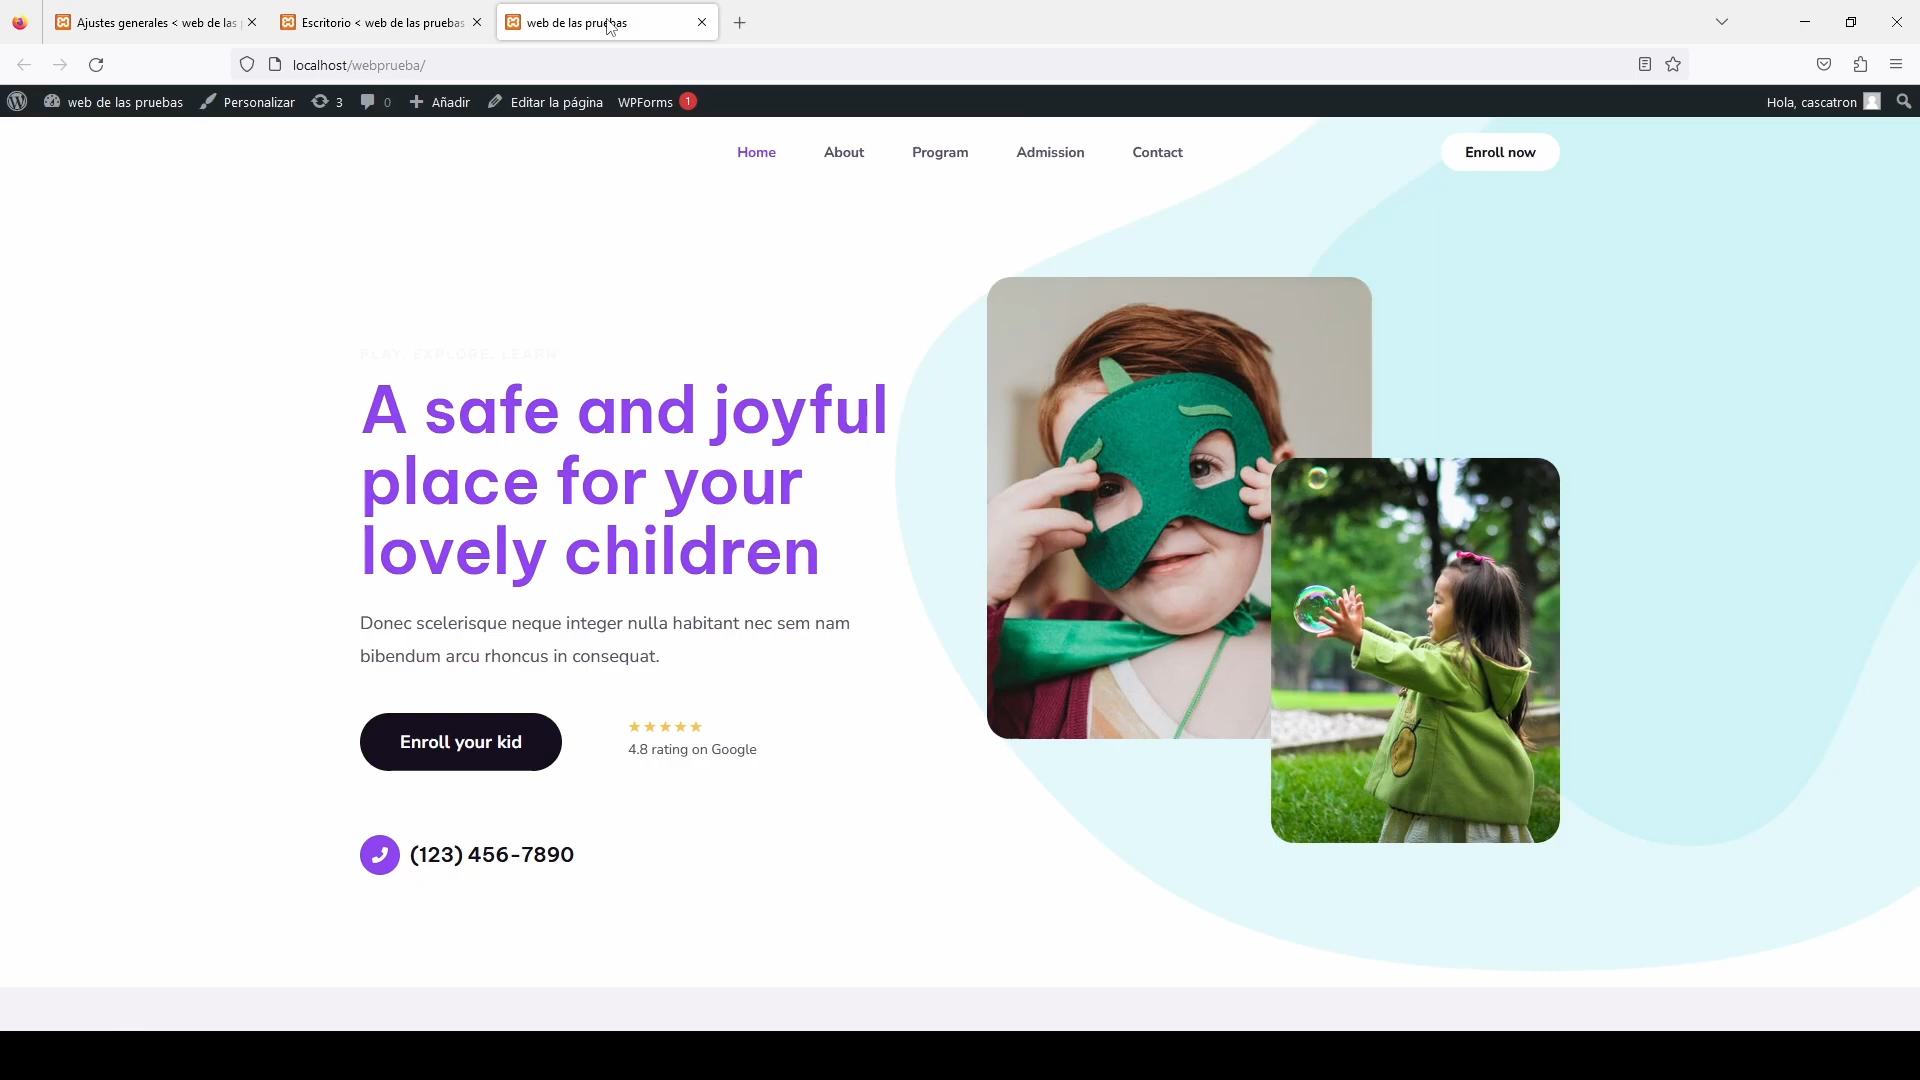 Ajustes generales < web de las
Escritorio < web de las pruebas
web de las pruebas
localhost/webprueba/
web de las pruebas
Personalizar
3
0
Añadir
Editar la página
WPForms 1
Hola, cascatron
Home
About
Program
Admission
Contact
Enroll now
PLAY. EXPLORE. LEARN
A safe and joyful
place for your
lovely children
Donec scelerisque neque integer nulla habitant nec sem nam
bibendum arcu rhoncus in consequat.
Enroll your kid
4.8 rating on Google
(123) 456-7890